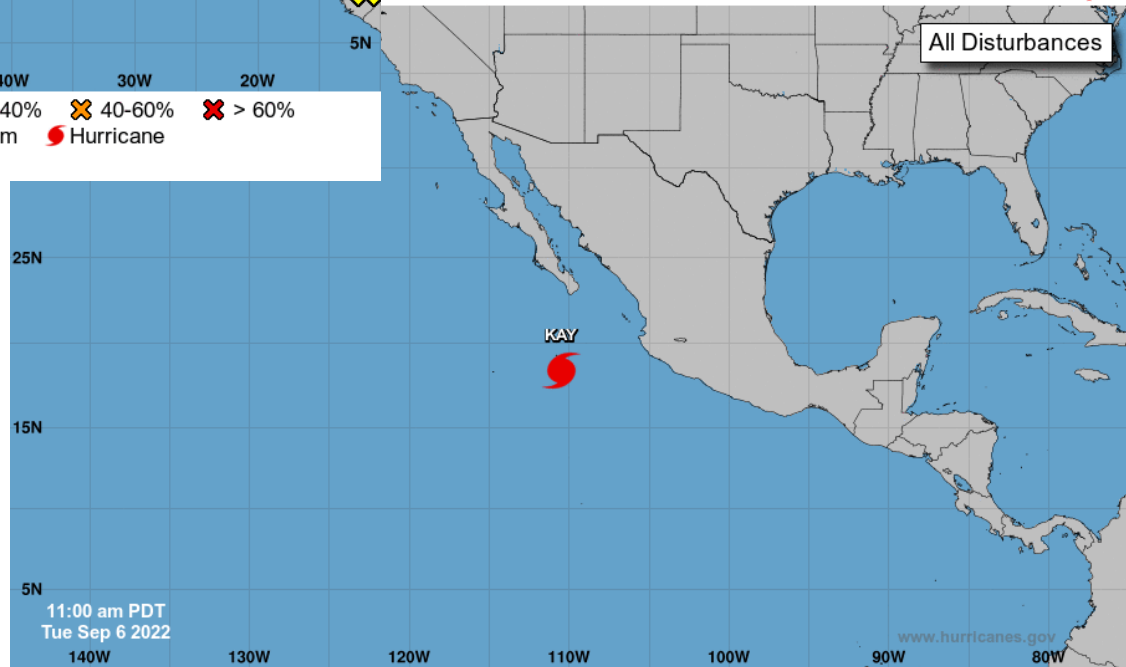 All Disturbances
5N
40W 30W 20W
40% 40-60% > 60%
m Hurricane
25N
KAY
15N
5N
11:00 am PDT
Tue Sep 6 2022
www.hurricanes.gov
140W 130W 120W 110W 100W 90W 80W